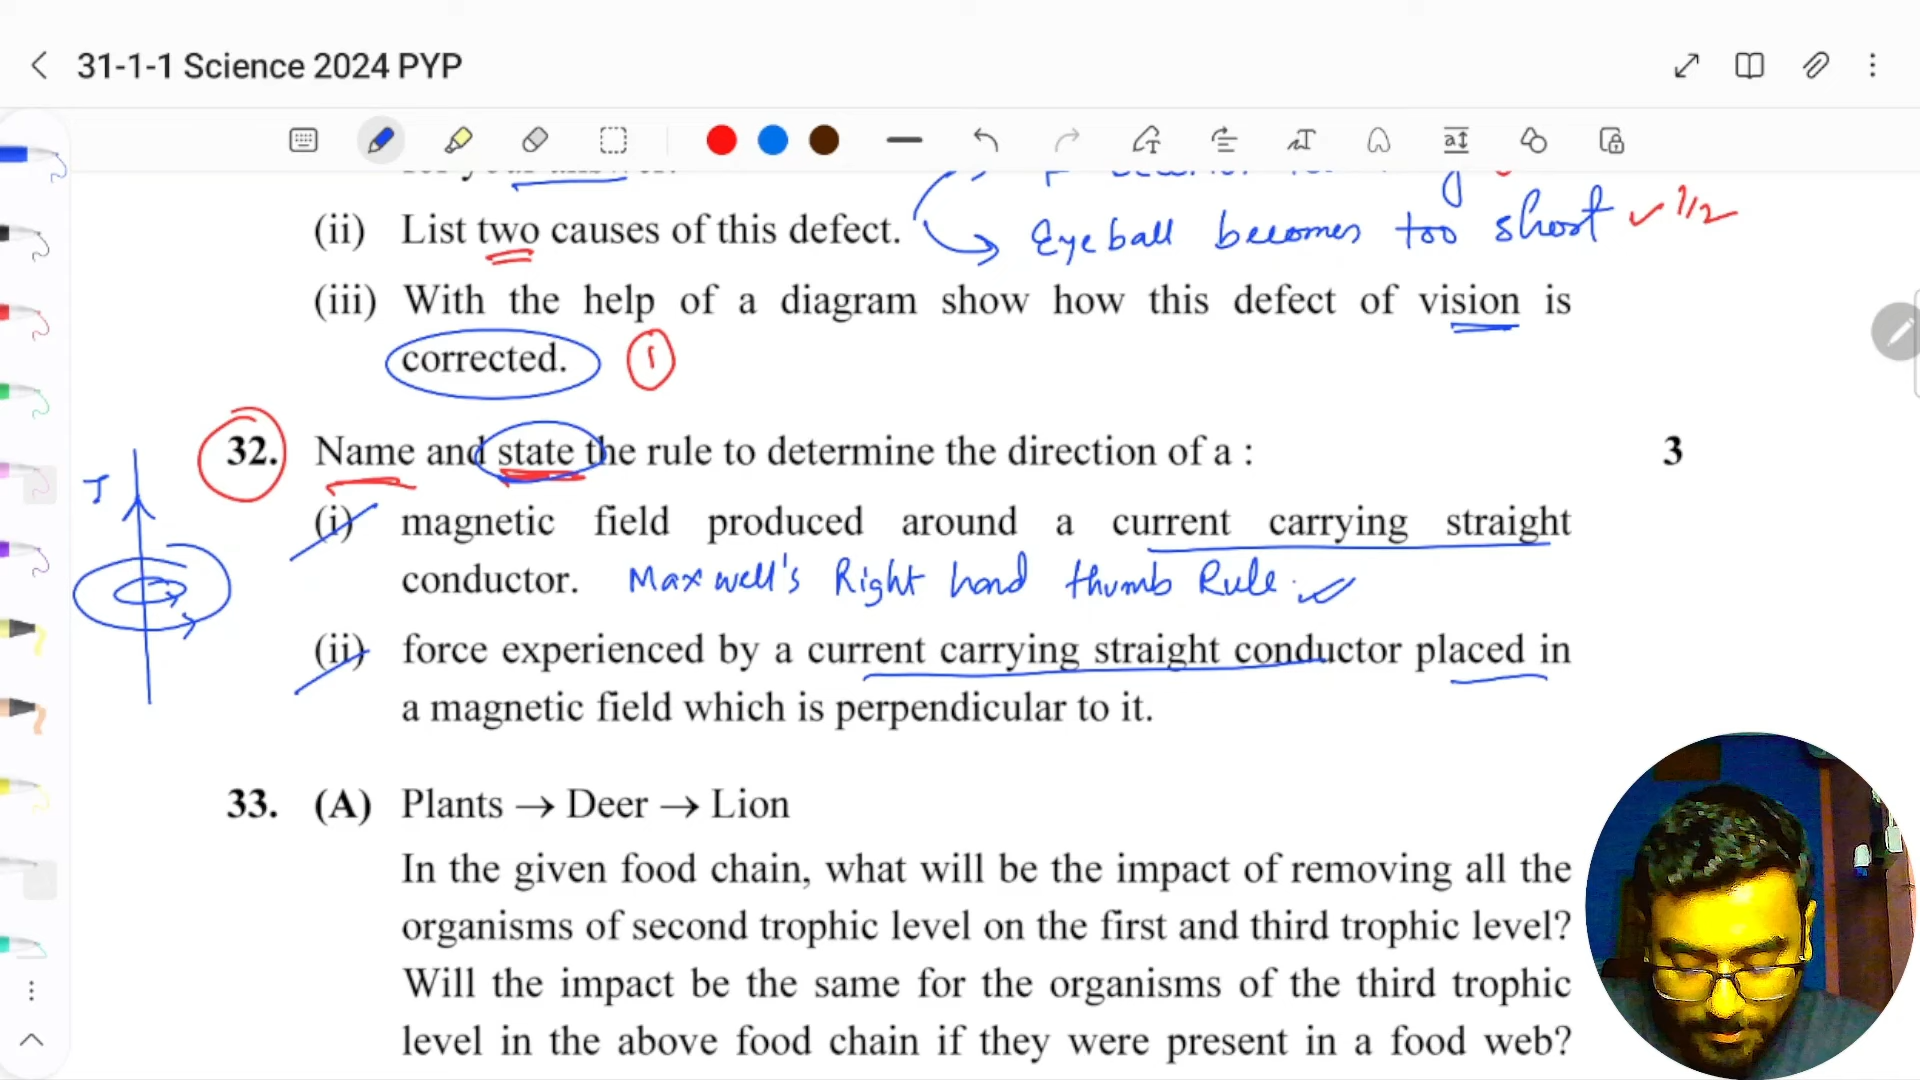 31-1-1 Science 2024 PYP
(ii) List two causes of this defect. Eyeball becomes too short 1/2
(iii) With the help of a diagram show how this defect of vision is
corrected. 1
32. Name and state the rule to determine the direction of a : 3
(i) magnetic field produced around a current carrying straight
conductor. Maxwell's Right hand thumb Rule.
(ii) force experienced by a current carrying straight conductor placed in
a magnetic field which is perpendicular to it.
33. (A) Plants → Deer → Lion
In the given food chain, what will be the impact of removing all the
organisms of second trophic level on the first and third trophic level?
Will the impact be the same for the organisms of the third trophic
level in the above food chain if they were present in a food web?